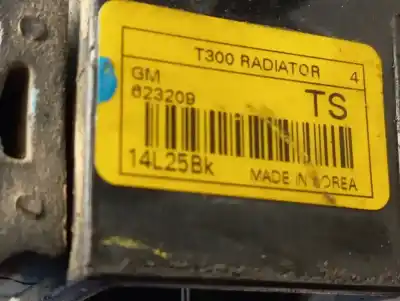 T300 RADIATOR 4
GM
623209
TS
14L25BK MADE IN KOREA